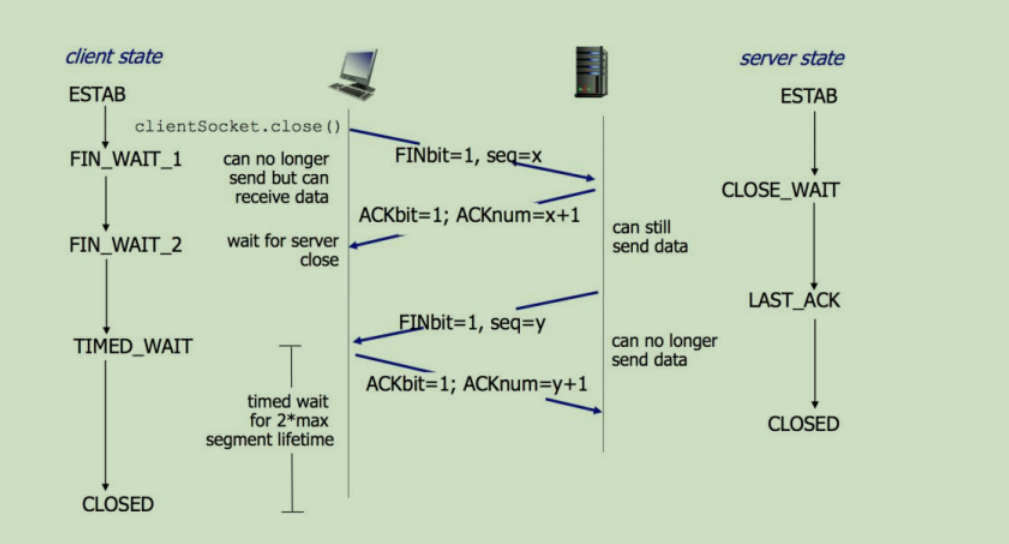 client state
server state
ESTAB
ESTAB
clientSocket.close()
FIN_WAIT_1
can no longer
send but can
receive data
FINbit=1, seq=x
CLOSE_WAIT
ACKbit=1; ACKnum=x+1
can still
send data
FIN_WAIT_2
wait for server
close
LAST_ACK
FINbit=1, seq=y
can no longer
send data
TIMED_WAIT
ACKbit=1; ACKnum=y+1
timed wait
for 2*max
segment lifetime
CLOSED
CLOSED